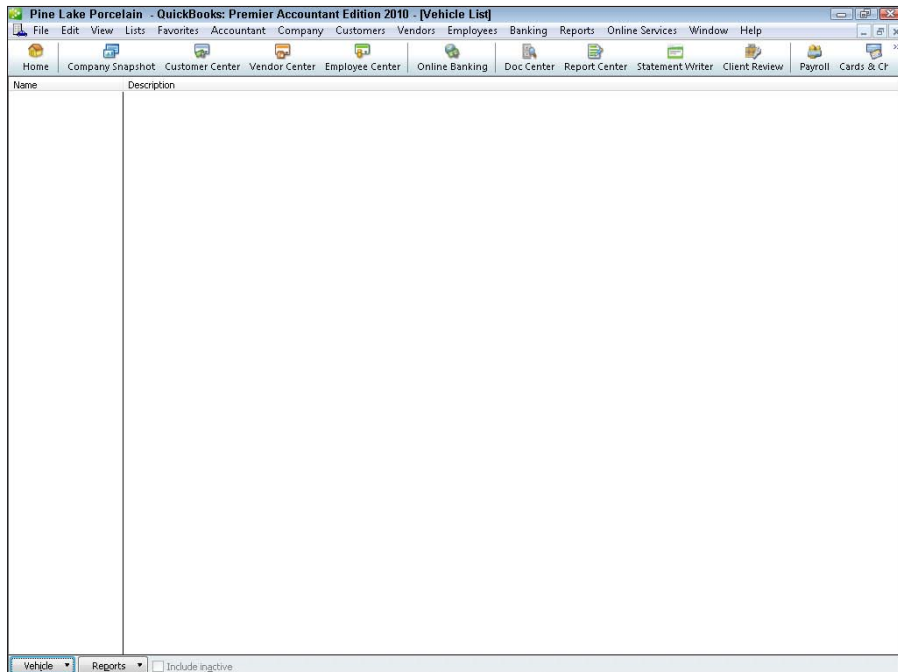 Pine Lake Porcelain - QuickBooks: Premier Accountant Edition 2010 - [Vehicle List]
File Edit View Lists Favorites Accountant Company Customers Vendors Employees Banking Reports Online Services Window Help
Home Company Snapshot Customer Center Vendor Center Employee Center Online Banking Doc Center Report Center Statement Writer Client Review Payroll Cards & Ch
Name Description
Vehicle Reports Include inactive